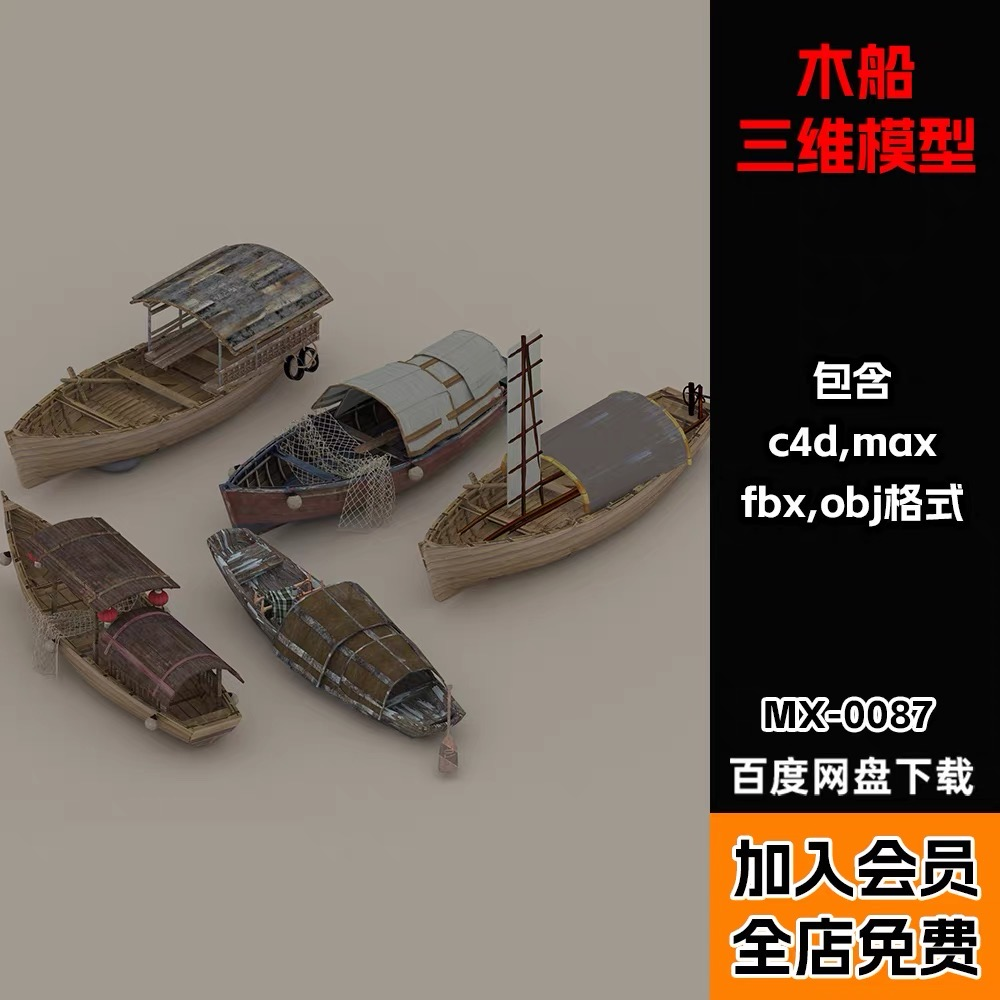 木船
三维模型
包含
c4d,max
fbx,obj格式
MX-0087
百度网盘下载
加入会员
全店免费